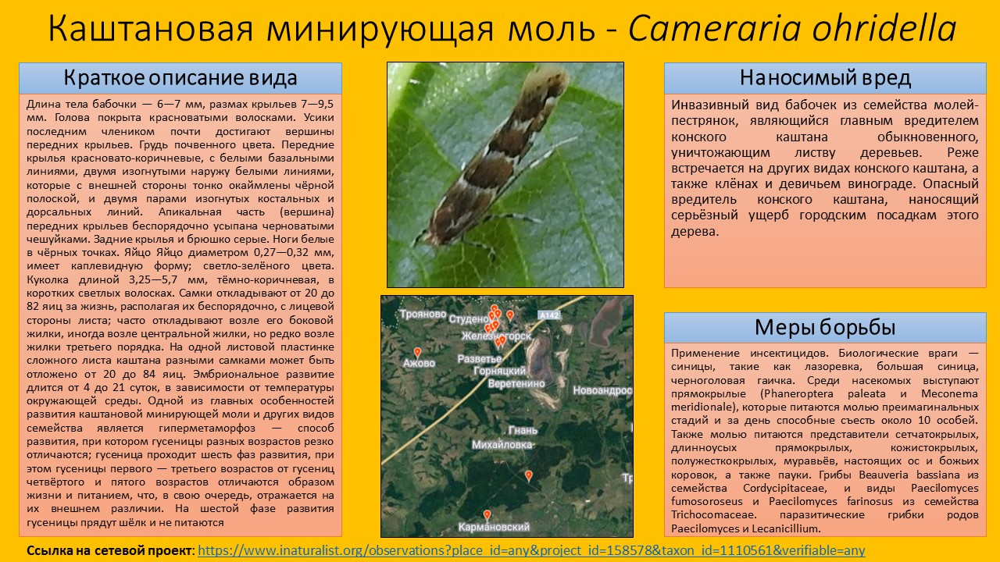 Каштановая минирующая моль - Cameraria ohridella
Краткое описание вида
Длина тела бабочки — 6—7 мм, размах крыльев 7—9,5
мм. Голова покрыта красноватыми волосками. Усики
последним члеником почти достигают вершины
передних крыльев. Грудь почвенного цвета. Передние
крылья красновато-коричневые, с белыми базальными
линиями, двумя изогнутыми наружу белыми линиями,
которые с внешней стороны тонко окаймлены чёрной
полоской, и двумя парами изогнутых костальных и
дорсальных линий. Апикальная часть (вершина)
передних крыльев беспорядочно усыпана черноватыми
чешуйками. Задние крылья и брюшко серые. Ноги белые
в чёрных точках. Яйцо Яйцо диаметром 0,27—0,32 мм,
имеет каплевидную форму; светло-зелёного цвета.
Куколка длиной 3,25—5,7 мм, тёмно-коричневая, в
коротких светлых волосках. Самки откладывают от 20 до
82 яиц за жизнь, располагая их беспорядочно, с лицевой
стороны листа; часто откладывают возле его боковой
жилки, иногда возле центральной жилки, но редко возле
жилки третьего порядка. На одной листовой пластинке
сложного листа каштана разными самками может быть
отложено от 20 до 84 яиц. Эмбриональное развитие
длится от 4 до 21 суток, в зависимости от температуры
окружающей среды. Одной из главных особенностей
развития каштановой минирующей моли и других видов
семейства является гиперметаморфоз — способ
развития, при котором гусеницы разных возрастов резко
отличаются; гусеница проходит шесть фаз развития, при
этом гусеницы первого — третьего возрастов от гусениц
четвёртого и пятого возрастов отличаются образом
жизни и питанием, что, в свою очередь, отражается на
их внешнем различии. На шестой фазе развития
гусеницы прядут шёлк и не питаются
Трояново
Студено
А142
Железногорск
Ажово
Разветье
Горняцкий
Веретенино
Новоандрос
Гнань
Михайловка
Тр
Кармановский
Наносимый вред
Инвазивный вид бабочек из семейства молей-
пестрянок, являющийся главным вредителем
конского каштана обыкновенного,
уничтожающим листву деревьев. Реже
встречается на других видах конского каштана, а
также клёнах и девичьем винограде. Опасный
вредитель конского каштана, наносящий
серьёзный ущерб городским посадкам этого
дерева.
Меры борьбы
Применение инсектицидов. Биологические враги —
синицы, такие как лазоревка, большая синица,
черноголовая гаичка. Среди насекомых выступают
прямокрылые (Phaneroptera paleata и Meconema
meridionale), которые питаются молью преимагинальных
стадий и за день способные съесть около 10 особей.
Также молью питаются представители сетчатокрылых,
длинноусых прямокрылых, кожистокрылых,
полужесткокрылых, муравьёв, настоящих ос и божьих
коровок, а также пауки. Грибы Beauveria bassiana из
семейства Cordycipitaceae, и виды Paecilomyces
fumosoroseus и Paecilomyces farinosus из семейства
Trichocomaceae. паразитические грибки родов
Paecilomyces и Lecanicillium.
Ссылка на сетевой проект: https://www.inaturalist.org/observations?place_id=any&project_id=158578&taxon_id=1110561&verifiable=any